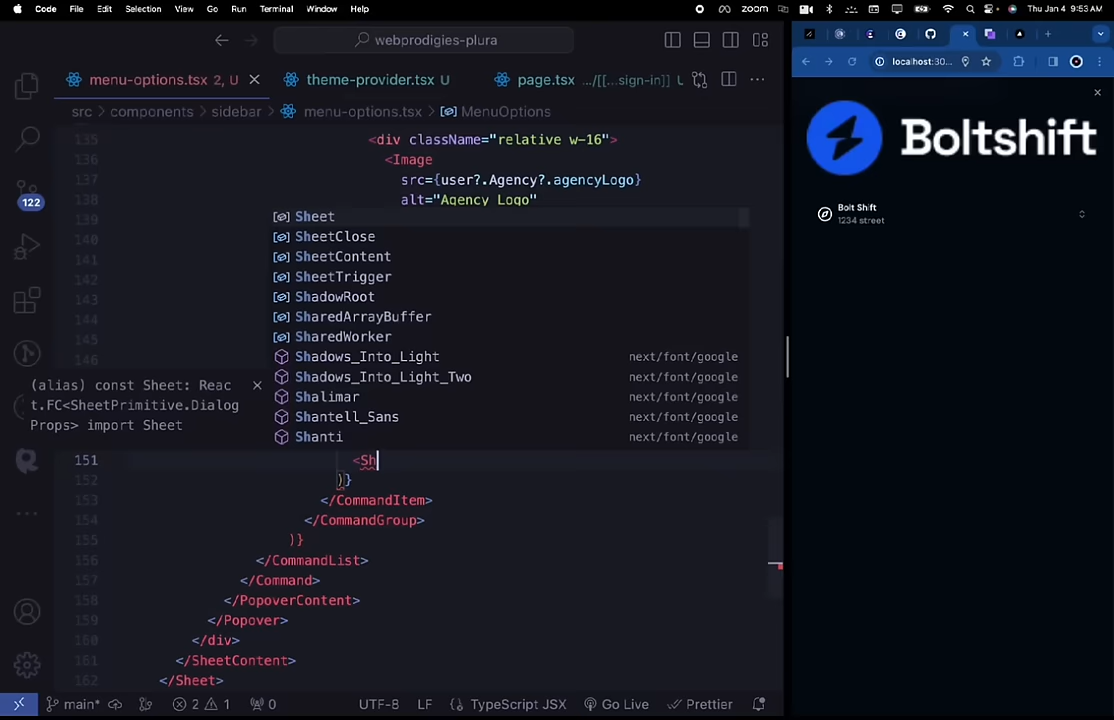 Code File Edit Selection View Go Run Terminal Window Help zoom Thu Jan 4 9:53 AM
webprodigies-plura
menu-options.tsx 2, U
theme-provider.tsx U
page.tsx .../[[...sign-in]] U
src > components > sidebar > menu-options.tsx > MenuOptions
135 <div className="relative w-16">
136 <Image
137 src={user?.Agency?.agencyLogo}
138 alt="Agency Logo"
139
140
141
142
143
144
145
146
Sheet
SheetClose
SheetContent
SheetTrigger
ShadowRoot
SharedArrayBuffer
SharedWorker
Shadows_Into_Light next/font/google
Shadows_Into_Light_Two next/font/google
Shalimar next/font/google
Shantell_Sans next/font/google
Shanti next/font/google
(alias) const Sheet: Reac
t.FC<SheetPrimitive.Dialog
Props> import Sheet
122
151 <Sh
152 )}
153 </CommandItem>
154 </CommandGroup>
155 )}
156 </CommandList>
157 </Command>
158 </PopoverContent>
159 </Popover>
160 </div>
161 </SheetContent>
162 </Sheet>
main* 2 1 0 UTF-8 LF TypeScript JSX Go Live Prettier
localhost:30...
Boltshift
Bolt Shift
1234 street